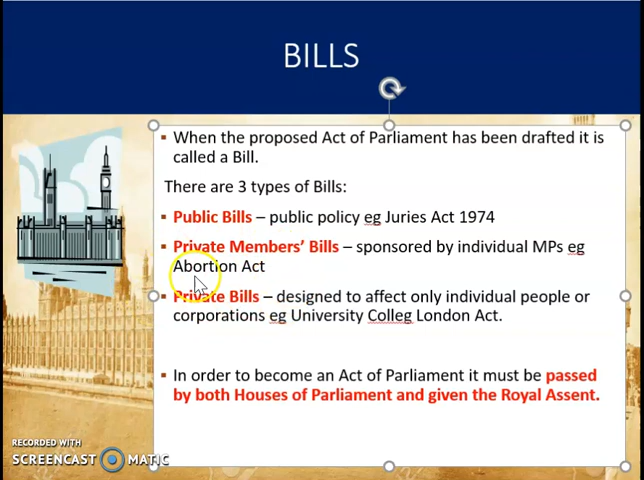 BILLS
When the proposed Act of Parliament has been drafted it is
called a Bill.
There are 3 types of Bills:
Public Bills – public policy eg Juries Act 1974
Private Members' Bills – sponsored by individual MPs eg
Abortion Act
Private Bills – designed to affect only individual people or
corporations eg University Colleg London Act.
In order to become an Act of Parliament it must be passed
by both Houses of Parliament and given the Royal Assent.
RECORDED WITH
SCREENCAST MATIC